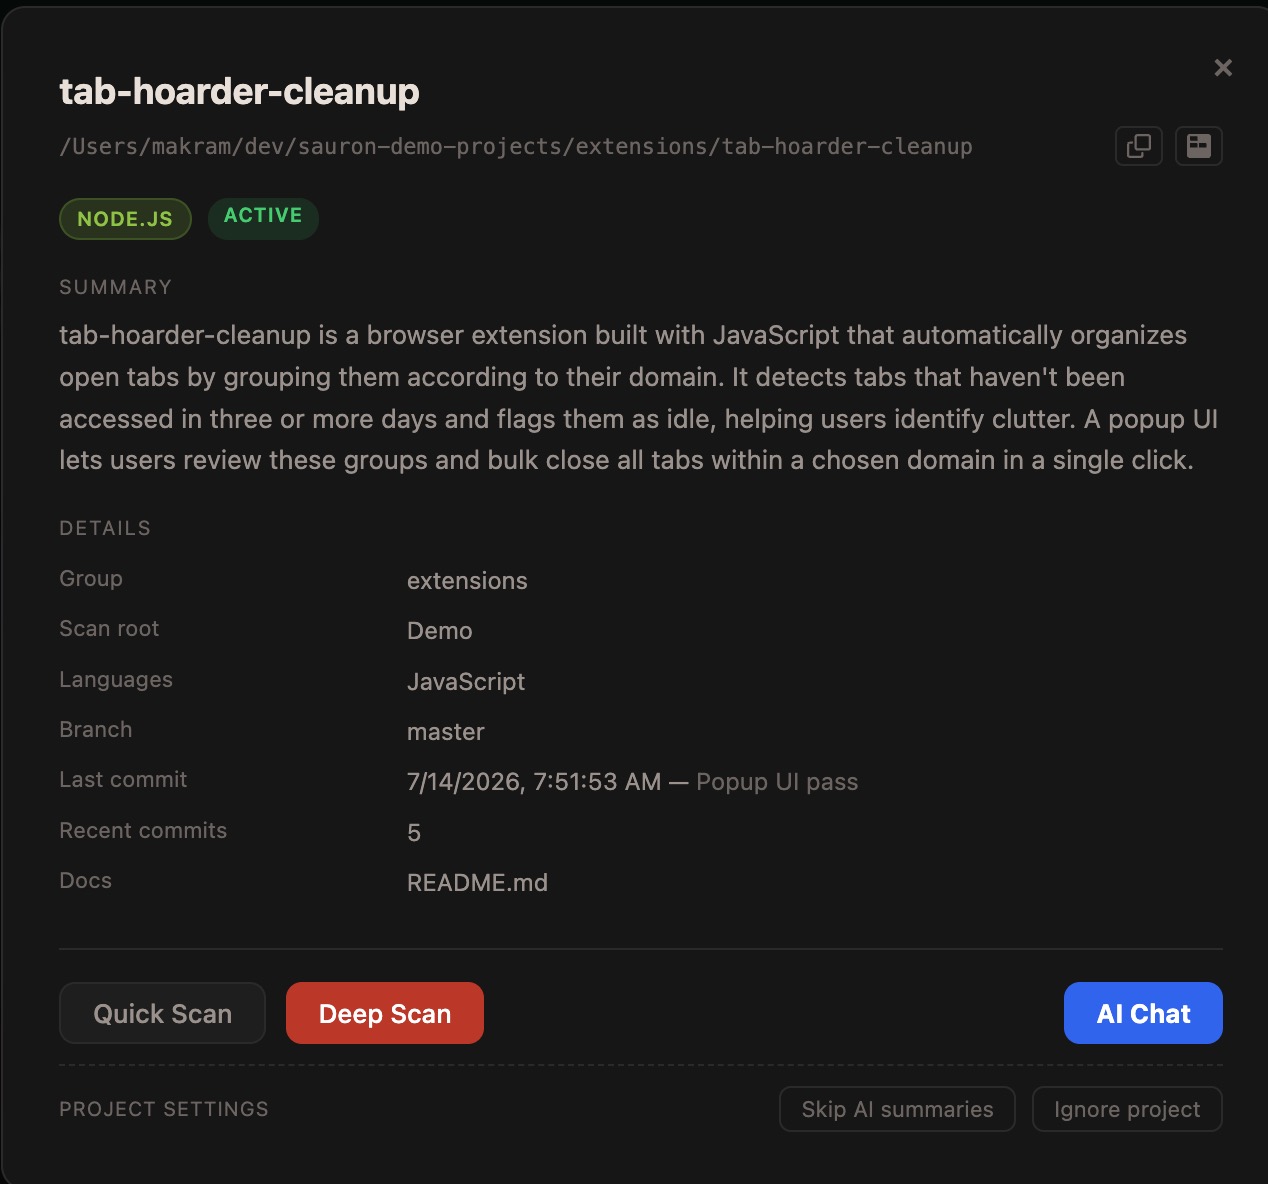 tab-hoarder-cleanup
/Users/makram/dev/sauron-demo-projects/extensions/tab-hoarder-cleanup
NODE.JS
ACTIVE
SUMMARY
tab-hoarder-cleanup is a browser extension built with JavaScript that automatically organizes
open tabs by grouping them according to their domain. It detects tabs that haven't been
accessed in three or more days and flags them as idle, helping users identify clutter. A popup UI
lets users review these groups and bulk close all tabs within a chosen domain in a single click.
DETAILS
Group extensions
Scan root Demo
Languages JavaScript
Branch master
Last commit 7/14/2026, 7:51:53 AM — Popup UI pass
Recent commits 5
Docs README.md
Quick Scan
Deep Scan
AI Chat
PROJECT SETTINGS
Skip AI summaries
Ignore project